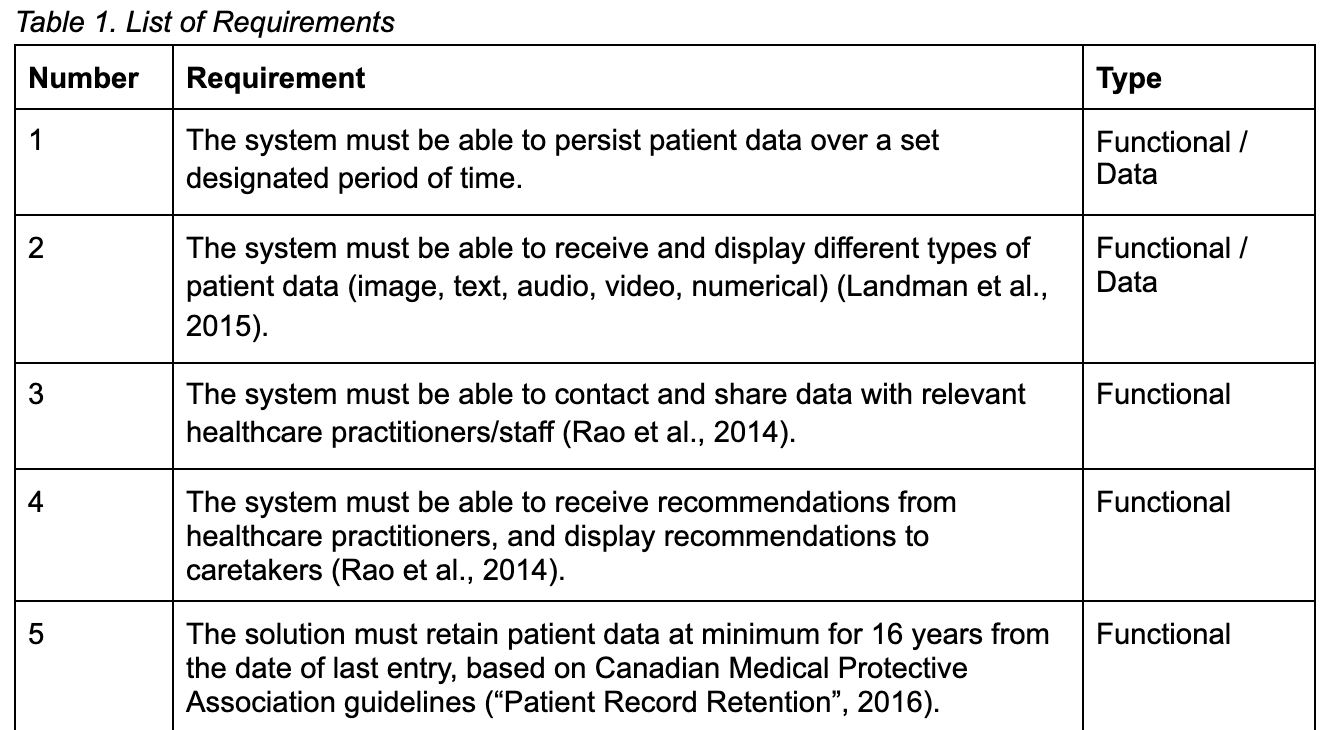 Table 1. List of Requirements
Number Requirement Type
1 The system must be able to persist patient data over a set Functional /
designated period of time. Data
2 The system must be able to receive and display different types of Functional /
patient data (image, text, audio, video, numerical) (Landman et al., Data
2015).
3 The system must be able to contact and share data with relevant Functional
healthcare practitioners/staff (Rao et al., 2014).
4 The system must be able to receive recommendations from Functional
healthcare practitioners, and display recommendations to
caretakers (Rao et al., 2014).
5 The solution must retain patient data at minimum for 16 years from Functional
the date of last entry, based on Canadian Medical Protective
Association guidelines (“Patient Record Retention”, 2016).